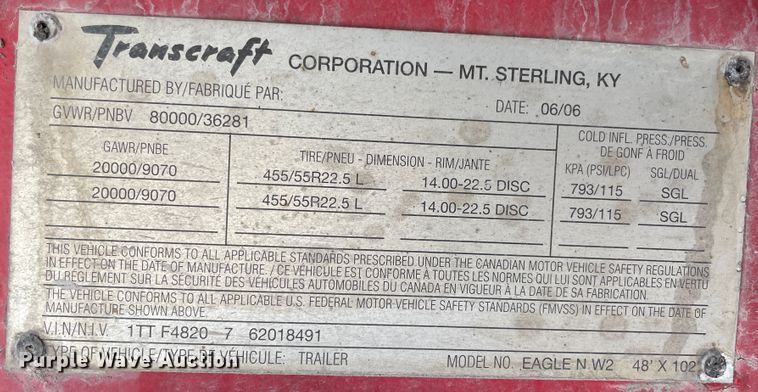 Transcraft CORPORATION — MT. STERLING, KY
MANUFACTURED BY/FABRIQUÉ PAR:
DATE: 06/06
GVWR/PNBV 80000/36281
COLD INFL. PRESS./PRESS. DE GONF À FROID
GAWR/PNBE TIRE/PNEU - DIMENSION - RIM/JANTE KPA (PSI/LPC) SGL/DUAL
20000/9070 455/55R22.5 L 14.00-22.5 DISC 793/115 SGL
20000/9070 455/55R22.5 L 14.00-22.5 DISC 793/115 SGL
THIS VEHICLE CONFORMS TO ALL APPLICABLE STANDARDS PRESCRIBED UNDER THE CANADIAN MOTOR VEHICLE SAFETY REGULATIONS
IN EFFECT ON THE DATE OF MANUFACTURE. / CE VÉHICULE EST CONFORME À TOUTES LES NORMES QUI LUI SONT APPLICABLES EN VERTU
DU RÈGLEMENT SUR LA SÉCURITÉ DES VÉHICULES AUTOMOBILES DU CANADA EN VIGUEUR À LA DATE DE SA FABRICATION.
THE VEHICLE CONFORMS TO ALL APPLICABLE U.S. FEDERAL MOTOR VEHICLE SAFETY STANDARDS (FMVSS) IN EFFECT ON THE DATE OF
MANUFACTURE SHOWN ABOVE.
V.I.N/N.I.V. 1TT F4820 7 62018491
TYPE OF VEHICLE/TYPE DE VÉHICULE: TRAILER MODEL NO. EAGLE N W2 48' X 102
Purple Wave Auction